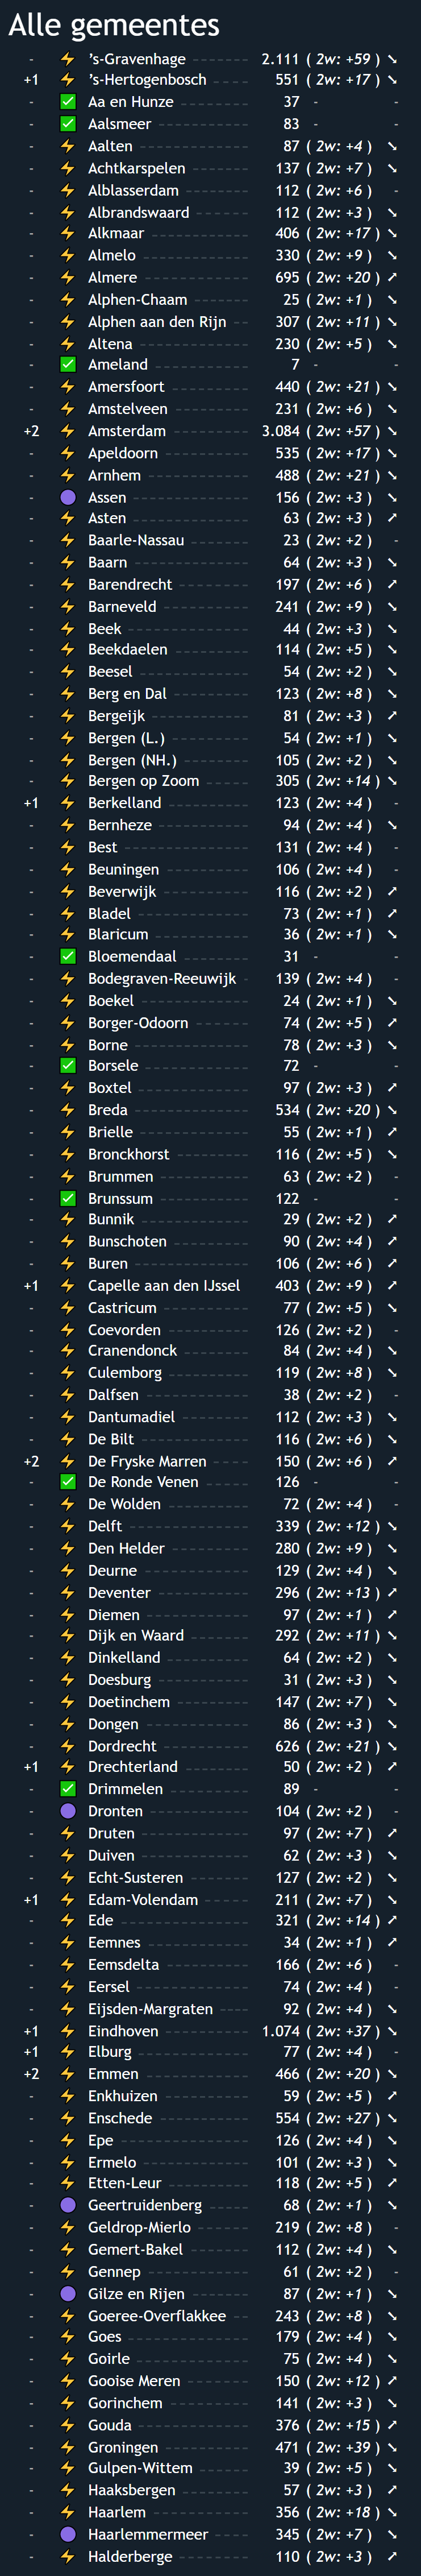 Alle gemeentes
- ⚡ ’s-Gravenhage 2.111 ( 2w: +59 ) ➘
+1 ⚡ ’s-Hertogenbosch 551 ( 2w: +17 ) ➘
- ✅ Aa en Hunze 37 - -
- ✅ Aalsmeer 83 - -
- ⚡ Aalten 87 ( 2w: +4 ) ➘
- ⚡ Achtkarspelen 137 ( 2w: +7 ) ➘
- ⚡ Alblasserdam 112 ( 2w: +6 ) -
- ⚡ Albrandswaard 112 ( 2w: +3 ) ➘
- ⚡ Alkmaar 406 ( 2w: +17 ) ➘
- ⚡ Almelo 330 ( 2w: +9 ) ➘
- ⚡ Almere 695 ( 2w: +20 ) ➚
- ⚡ Alphen-Chaam 25 ( 2w: +1 ) ➘
- ⚡ Alphen aan den Rijn 307 ( 2w: +11 ) ➘
- ⚡ Altena 230 ( 2w: +5 ) ➘
- ✅ Ameland 7 - -
- ⚡ Amersfoort 440 ( 2w: +21 ) ➘
- ⚡ Amstelveen 231 ( 2w: +6 ) ➘
+2 ⚡ Amsterdam 3.084 ( 2w: +57 ) ➘
- ⚡ Apeldoorn 535 ( 2w: +17 ) ➘
- ⚡ Arnhem 488 ( 2w: +21 ) ➘
- 🟣 Assen 156 ( 2w: +3 ) ➘
- ⚡ Asten 63 ( 2w: +3 ) ➚
- ⚡ Baarle-Nassau 23 ( 2w: +2 ) -
- ⚡ Baarn 64 ( 2w: +3 ) ➘
- ⚡ Barendrecht 197 ( 2w: +6 ) ➚
- ⚡ Barneveld 241 ( 2w: +9 ) ➘
- ⚡ Beek 44 ( 2w: +3 ) ➘
- ⚡ Beekdaelen 114 ( 2w: +5 ) ➘
- ⚡ Beesel 54 ( 2w: +2 ) ➘
- ⚡ Berg en Dal 123 ( 2w: +8 ) ➘
- ⚡ Bergeijk 81 ( 2w: +3 ) ➚
- ⚡ Bergen (L.) 54 ( 2w: +1 ) ➘
- ⚡ Bergen (NH.) 105 ( 2w: +2 ) ➘
- ⚡ Bergen op Zoom 305 ( 2w: +14 ) ➘
+1 ⚡ Berkelland 123 ( 2w: +4 ) -
- ⚡ Bernheze 94 ( 2w: +4 ) ➘
- ⚡ Best 131 ( 2w: +4 ) -
- ⚡ Beuningen 106 ( 2w: +4 ) -
- ⚡ Beverwijk 116 ( 2w: +2 ) ➚
- ⚡ Bladel 73 ( 2w: +1 ) ➚
- ⚡ Blaricum 36 ( 2w: +1 ) ➘
- ✅ Bloemendaal 31 - -
- ⚡ Bodegraven-Reeuwijk 139 ( 2w: +4 ) -
- ⚡ Boekel 24 ( 2w: +1 ) ➘
- ⚡ Borger-Odoorn 74 ( 2w: +5 ) ➚
- ⚡ Borne 78 ( 2w: +3 ) ➘
- ✅ Borsele 72 - -
- ⚡ Boxtel 97 ( 2w: +3 ) ➚
- ⚡ Breda 534 ( 2w: +20 ) ➘
- ⚡ Brielle 55 ( 2w: +1 ) ➚
- ⚡ Bronckhorst 116 ( 2w: +5 ) ➘
- ⚡ Brummen 63 ( 2w: +2 ) -
- ✅ Brunssum 122 - -
- ⚡ Bunnik 29 ( 2w: +2 ) ➚
- ⚡ Bunschoten 90 ( 2w: +4 ) ➚
- ⚡ Buren 106 ( 2w: +6 ) ➚
+1 ⚡ Capelle aan den IJssel 403 ( 2w: +9 ) ➚
- ⚡ Castricum 77 ( 2w: +5 ) ➘
- ⚡ Coevorden 126 ( 2w: +2 ) -
- ⚡ Cranendonck 84 ( 2w: +4 ) ➘
- ⚡ Culemborg 119 ( 2w: +8 ) ➘
- ⚡ Dalfsen 38 ( 2w: +2 ) -
- ⚡ Dantumadiel 112 ( 2w: +3 ) ➘
- ⚡ De Bilt 116 ( 2w: +6 ) ➘
+2 ⚡ De Fryske Marren 150 ( 2w: +6 ) ➚
- ✅ De Ronde Venen 126 - -
- ⚡ De Wolden 72 ( 2w: +4 ) -
- ⚡ Delft 339 ( 2w: +12 ) ➘
- ⚡ Den Helder 280 ( 2w: +9 ) ➘
- ⚡ Deurne 129 ( 2w: +4 ) ➘
- ⚡ Deventer 296 ( 2w: +13 ) ➚
- ⚡ Diemen 97 ( 2w: +1 ) ➚
- ⚡ Dijk en Waard 292 ( 2w: +11 ) ➘
- ⚡ Dinkelland 64 ( 2w: +2 ) ➘
- ⚡ Doesburg 31 ( 2w: +3 ) ➘
- ⚡ Doetinchem 147 ( 2w: +7 ) ➘
- ⚡ Dongen 86 ( 2w: +3 ) ➘
- ⚡ Dordrecht 626 ( 2w: +21 ) ➘
+1 ⚡ Drechterland 50 ( 2w: +2 ) ➚
- ✅ Drimmelen 89 - -
- 🟣 Dronten 104 ( 2w: +2 ) -
- ⚡ Druten 97 ( 2w: +7 ) ➚
- ⚡ Duiven 62 ( 2w: +3 ) ➘
- ⚡ Echt-Susteren 127 ( 2w: +2 ) ➘
+1 ⚡ Edam-Volendam 211 ( 2w: +7 ) ➘
- ⚡ Ede 321 ( 2w: +14 ) ➚
- ⚡ Eemnes 34 ( 2w: +1 ) ➚
- ⚡ Eemsdelta 166 ( 2w: +6 ) -
- ⚡ Eersel 74 ( 2w: +4 ) -
- ⚡ Eijsden-Margraten 92 ( 2w: +4 ) ➘
+1 ⚡ Eindhoven 1.074 ( 2w: +37 ) ➘
+1 ⚡ Elburg 77 ( 2w: +4 ) -
+2 ⚡ Emmen 466 ( 2w: +20 ) ➘
- ⚡ Enkhuizen 59 ( 2w: +5 ) ➚
- ⚡ Enschede 554 ( 2w: +27 ) ➘
- ⚡ Epe 126 ( 2w: +4 ) ➘
- ⚡ Ermelo 101 ( 2w: +3 ) ➘
- ⚡ Etten-Leur 118 ( 2w: +5 ) ➚
- 🟣 Geertruidenberg 68 ( 2w: +1 ) ➘
- ⚡ Geldrop-Mierlo 219 ( 2w: +8 ) -
- ⚡ Gemert-Bakel 112 ( 2w: +4 ) ➘
- ⚡ Gennep 61 ( 2w: +2 ) -
- 🟣 Gilze en Rijen 87 ( 2w: +1 ) ➘
- ⚡ Goeree-Overflakkee 243 ( 2w: +8 ) ➘
- ⚡ Goes 179 ( 2w: +4 ) ➘
- ⚡ Goirle 75 ( 2w: +4 ) ➘
- ⚡ Gooise Meren 150 ( 2w: +12 ) ➚
- ⚡ Gorinchem 141 ( 2w: +3 ) ➘
- ⚡ Gouda 376 ( 2w: +15 ) ➚
- ⚡ Groningen 471 ( 2w: +39 ) ➘
- ⚡ Gulpen-Wittem 39 ( 2w: +5 ) ➘
- ⚡ Haaksbergen 57 ( 2w: +3 ) ➚
- ⚡ Haarlem 356 ( 2w: +18 ) ➘
- 🟣 Haarlemmermeer 345 ( 2w: +7 ) ➘
- ⚡ Halderberge 110 ( 2w: +3 ) ➚